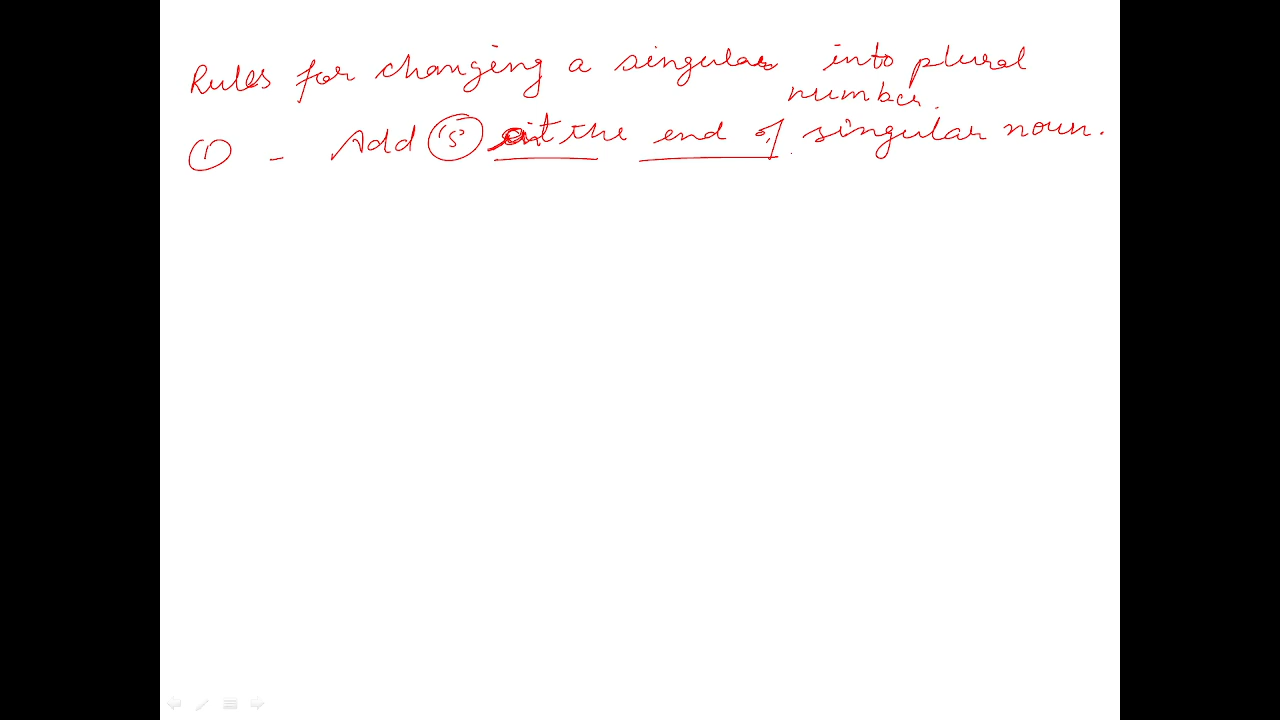 Rules for changing a singular into plural
number.
① - Add 's' at the end of singular noun.